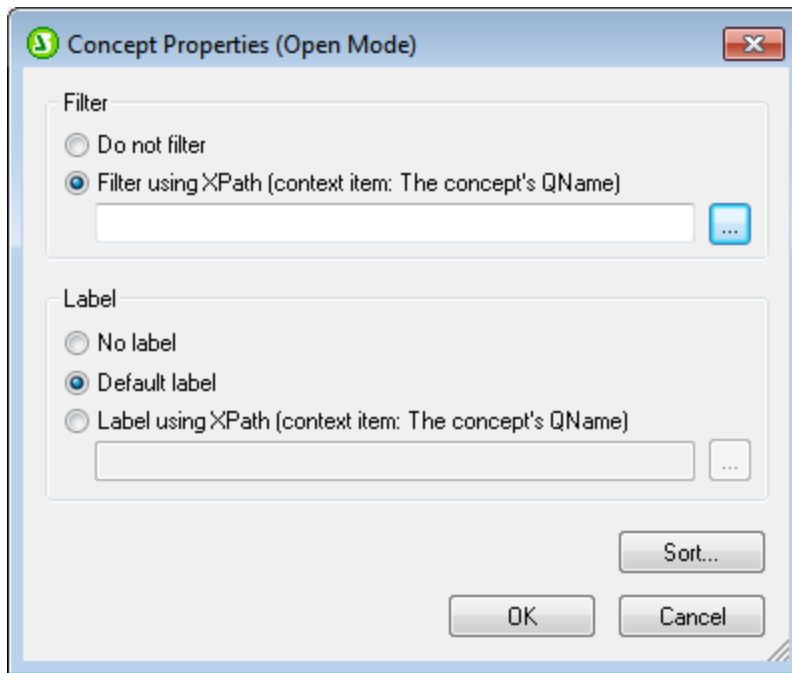 Concept Properties (Open Mode)
Filter
Do not filter
Filter using XPath (context item: The concept's QName)
...
Label
No label
Default label
Label using XPath (context item: The concept's QName)
...
Sort...
OK
Cancel